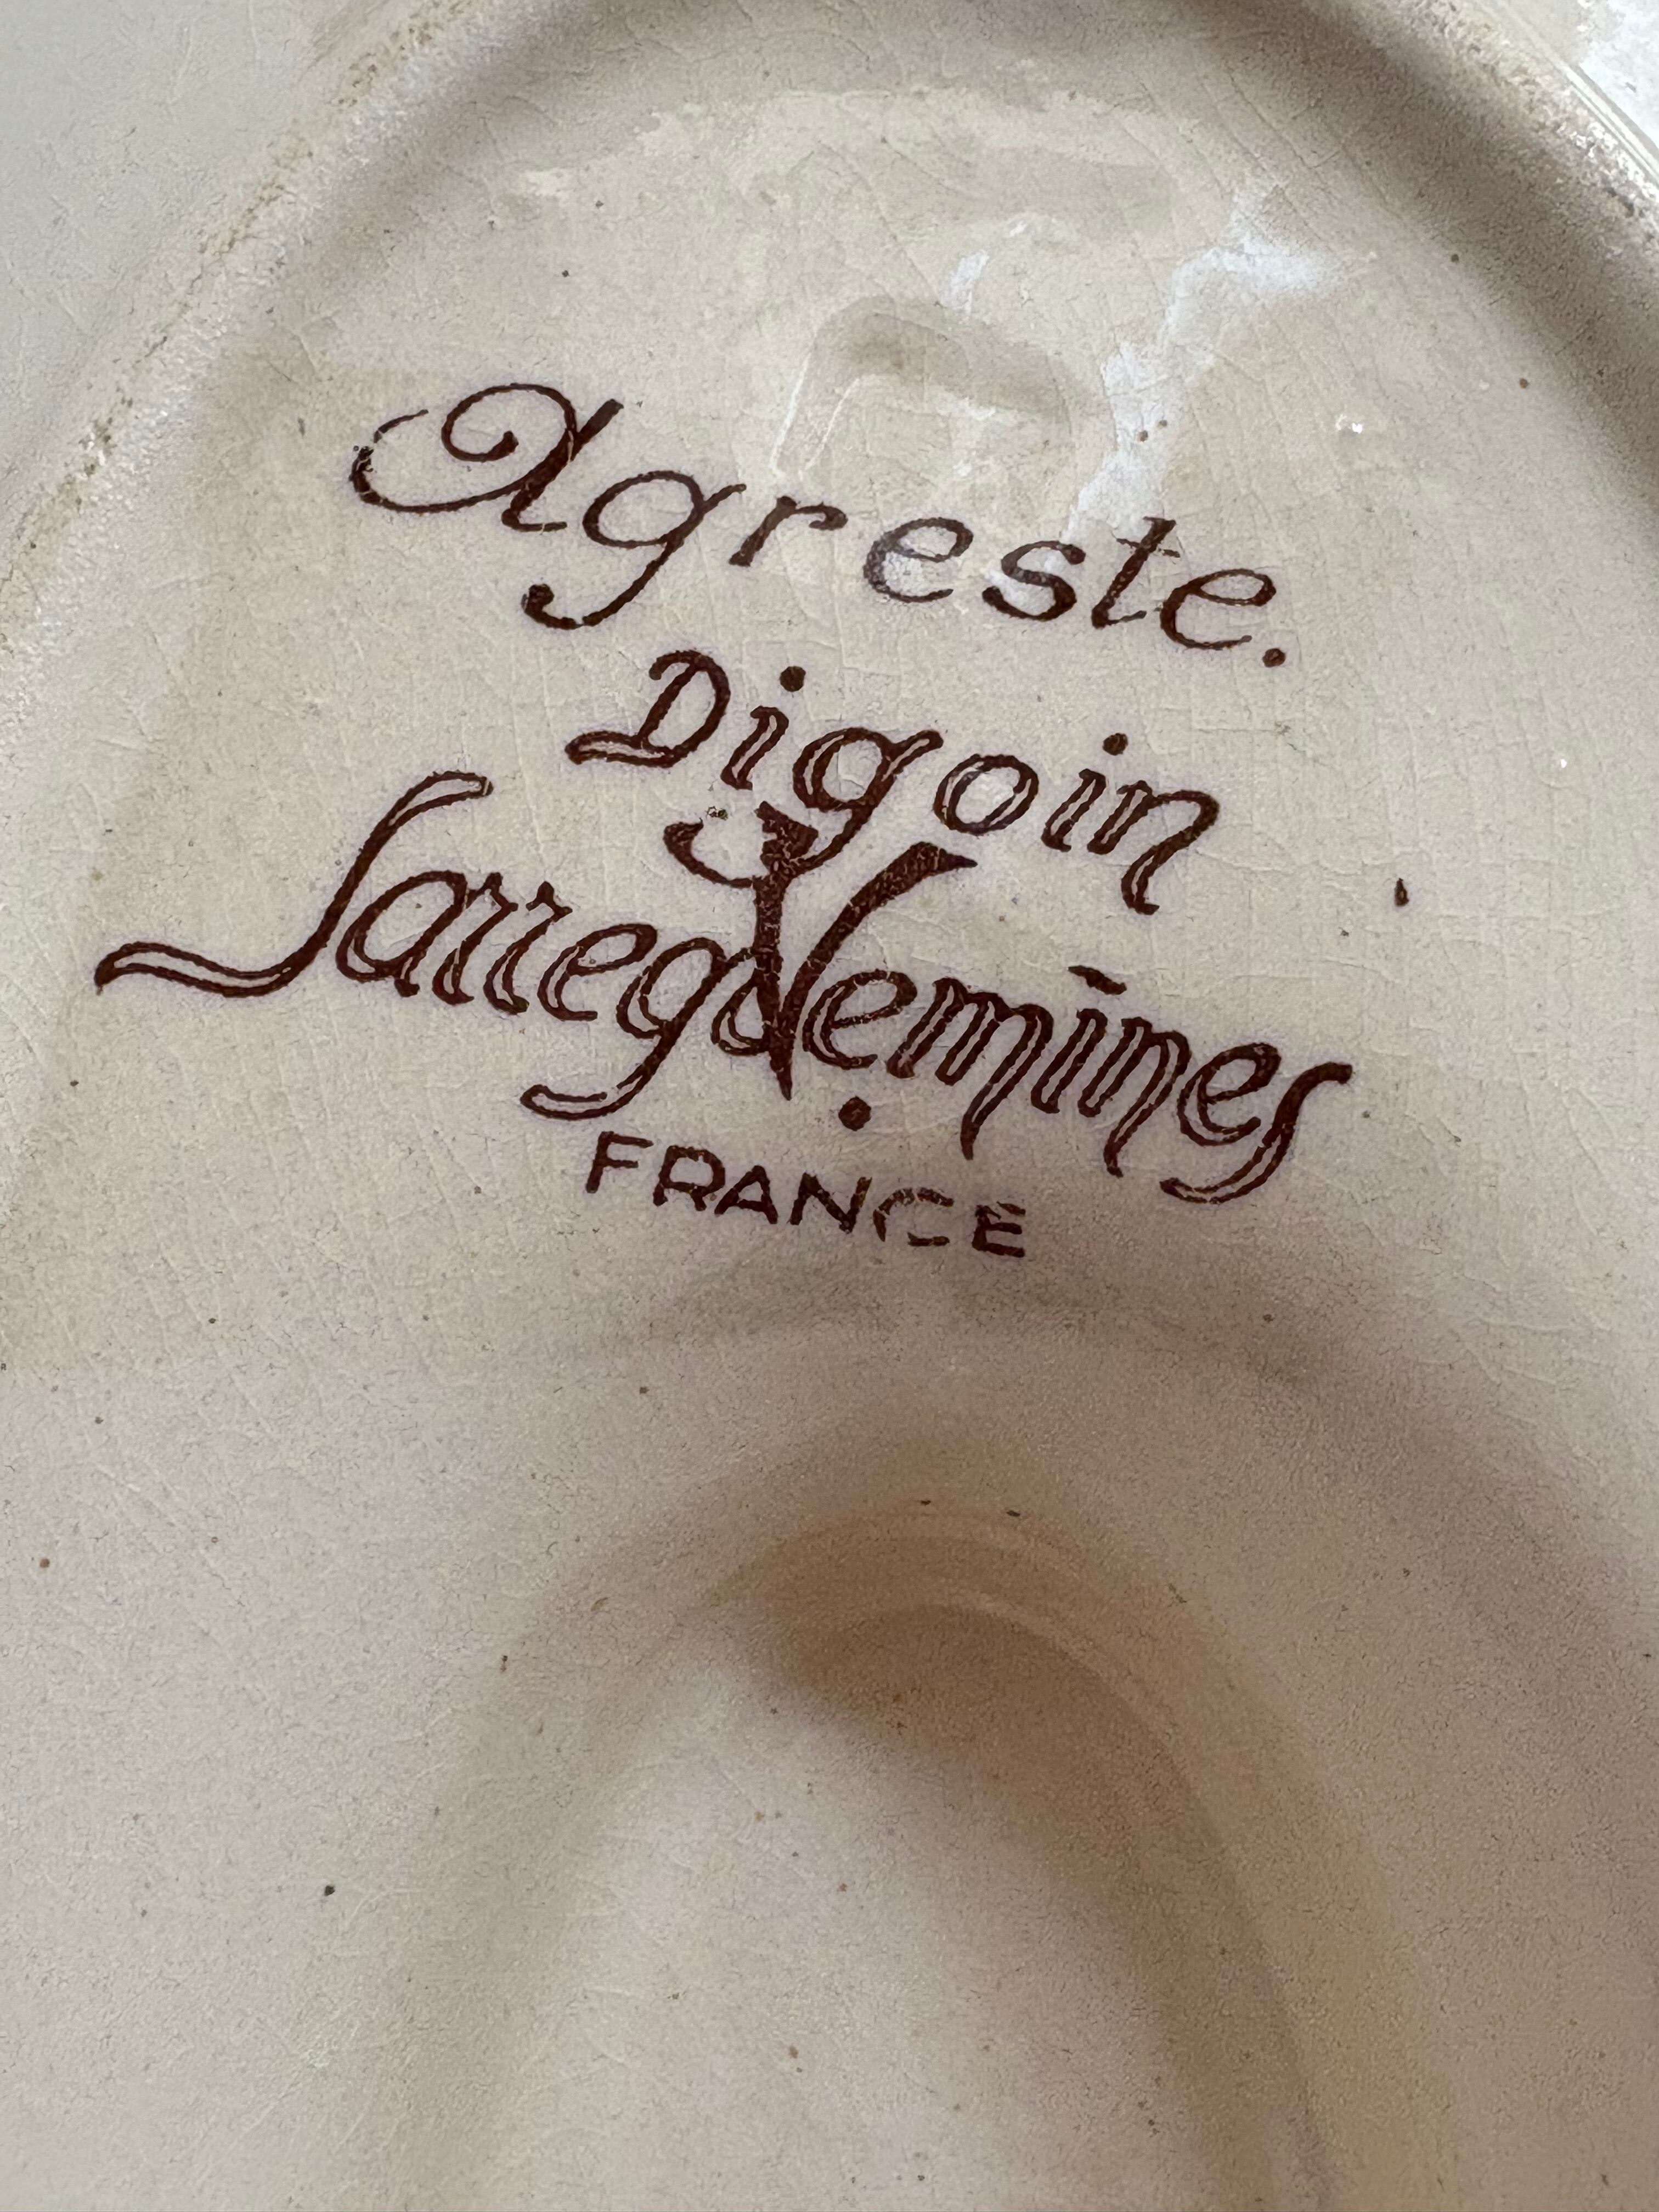 Agreste.
Digoin
Sarreguemines
FRANCE